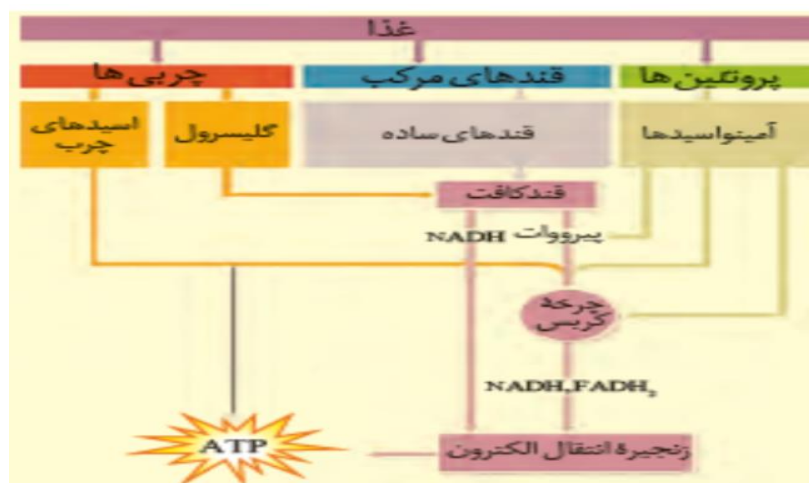 غذا
پروتئین ها
قندهای مرکب
چربی ها
آمینواسیدها
قندهای ساده
گلیسرول
اسیدهای
چرب
قندکافت
پیرووات
NADH
چرخهٔ
کربس
NADH,FADH₂
زنجیرهٔ انتقال الکترون
ATP